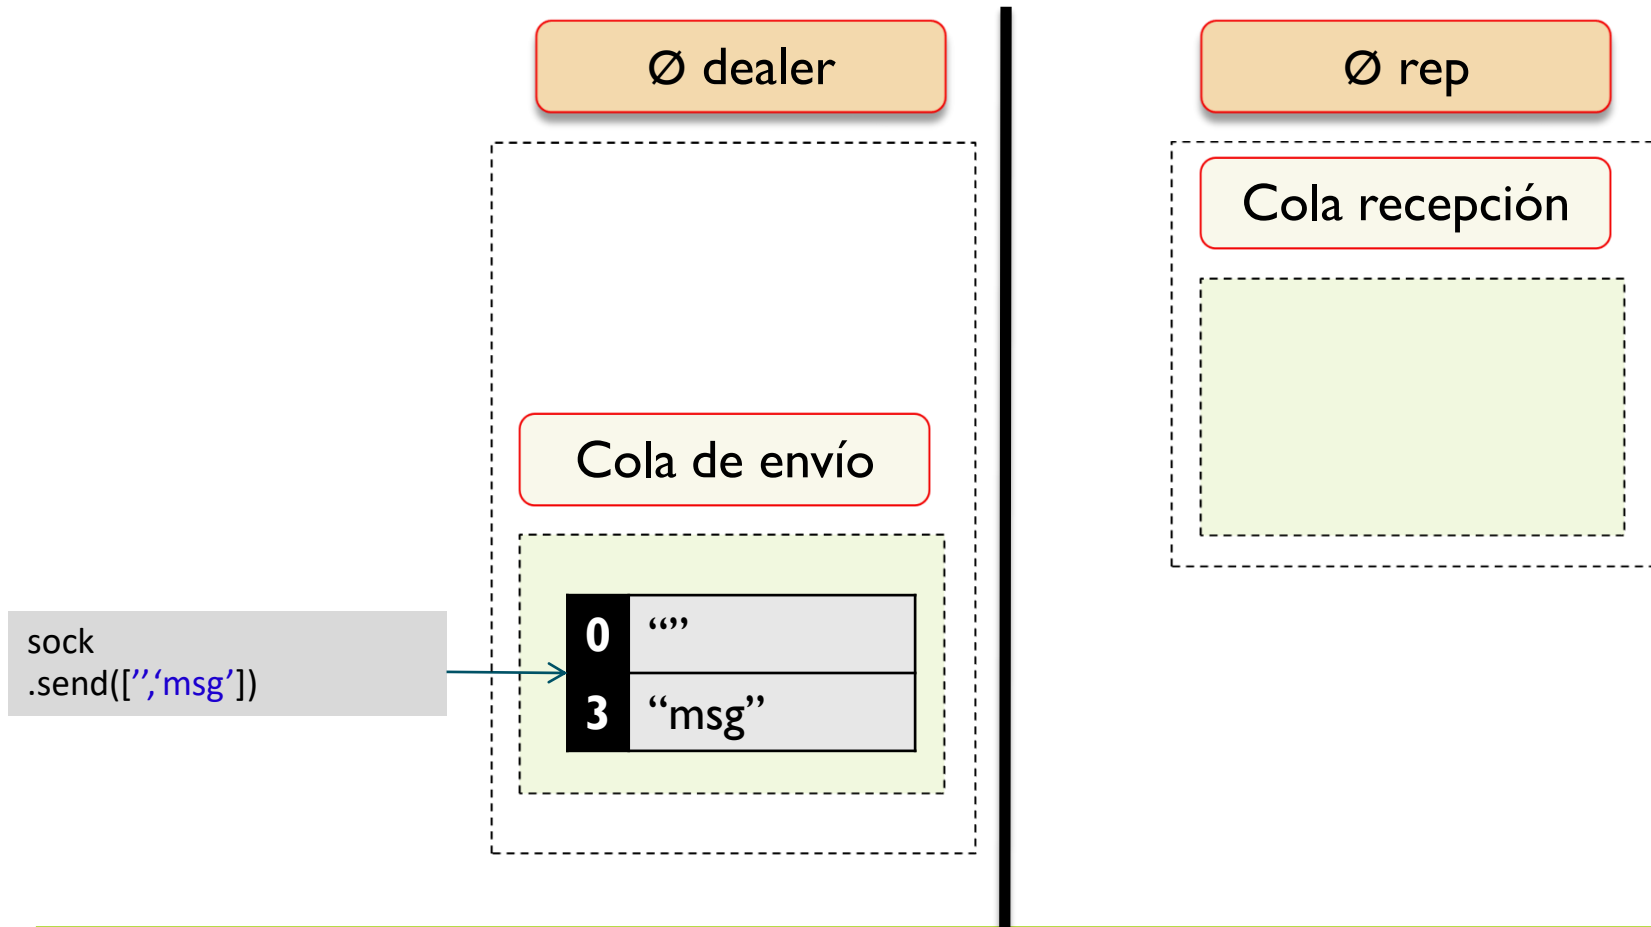 Ø dealer
Ø rep
Cola recepción
Cola de envío
sock
.send(['’,‘msg’])
0 “”
3 “msg”